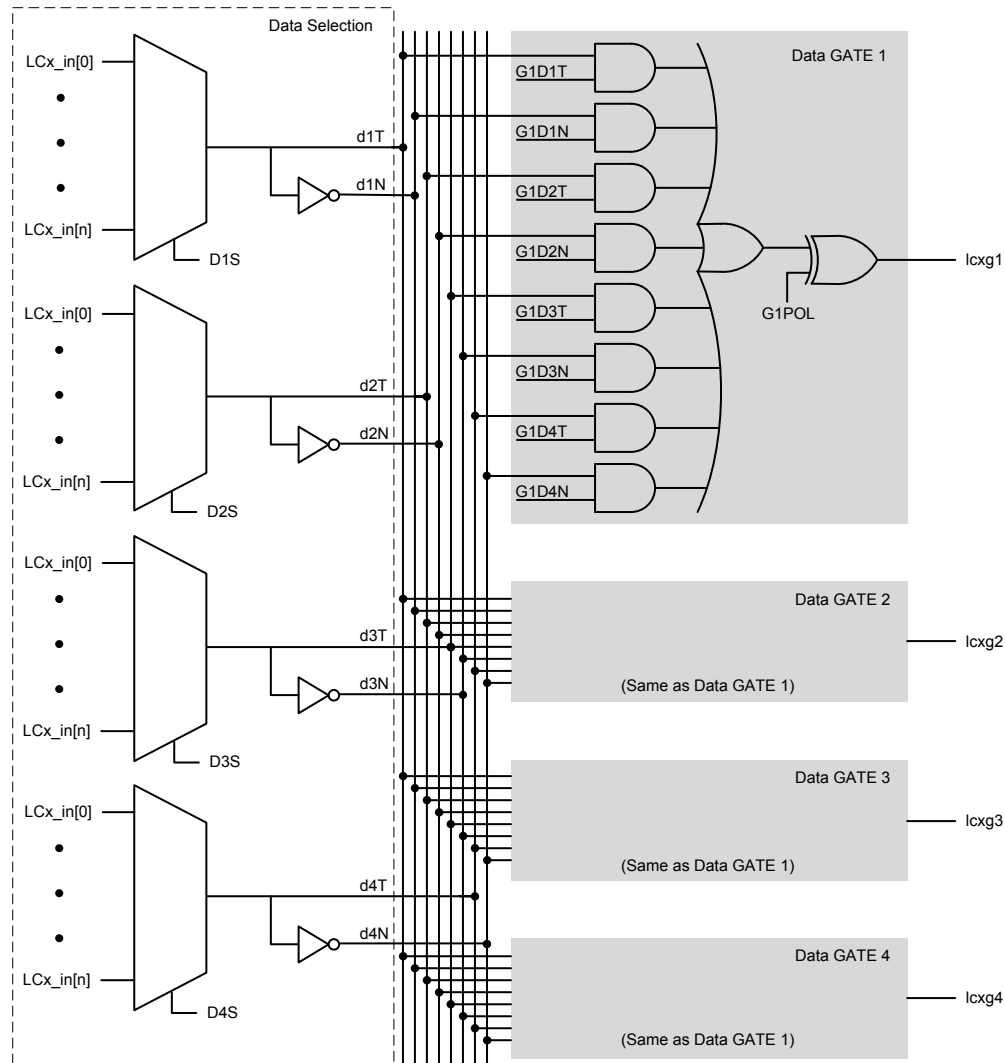 Data Selection
LCx_in[0]
d1T
d1N
LCx_in[n]
D1S
LCx_in[0]
d2T
d2N
LCx_in[n]
D2S
LCx_in[0]
d3T
d3N
LCx_in[n]
D3S
LCx_in[0]
d4T
d4N
LCx_in[n]
D4S
Data GATE 1
G1D1T
G1D1N
G1D2T
G1D2N
G1D3T
G1D3N
G1D4T
G1D4N
G1POL
lcxg1
Data GATE 2
(Same as Data GATE 1)
lcxg2
Data GATE 3
(Same as Data GATE 1)
lcxg3
Data GATE 4
(Same as Data GATE 1)
lcxg4